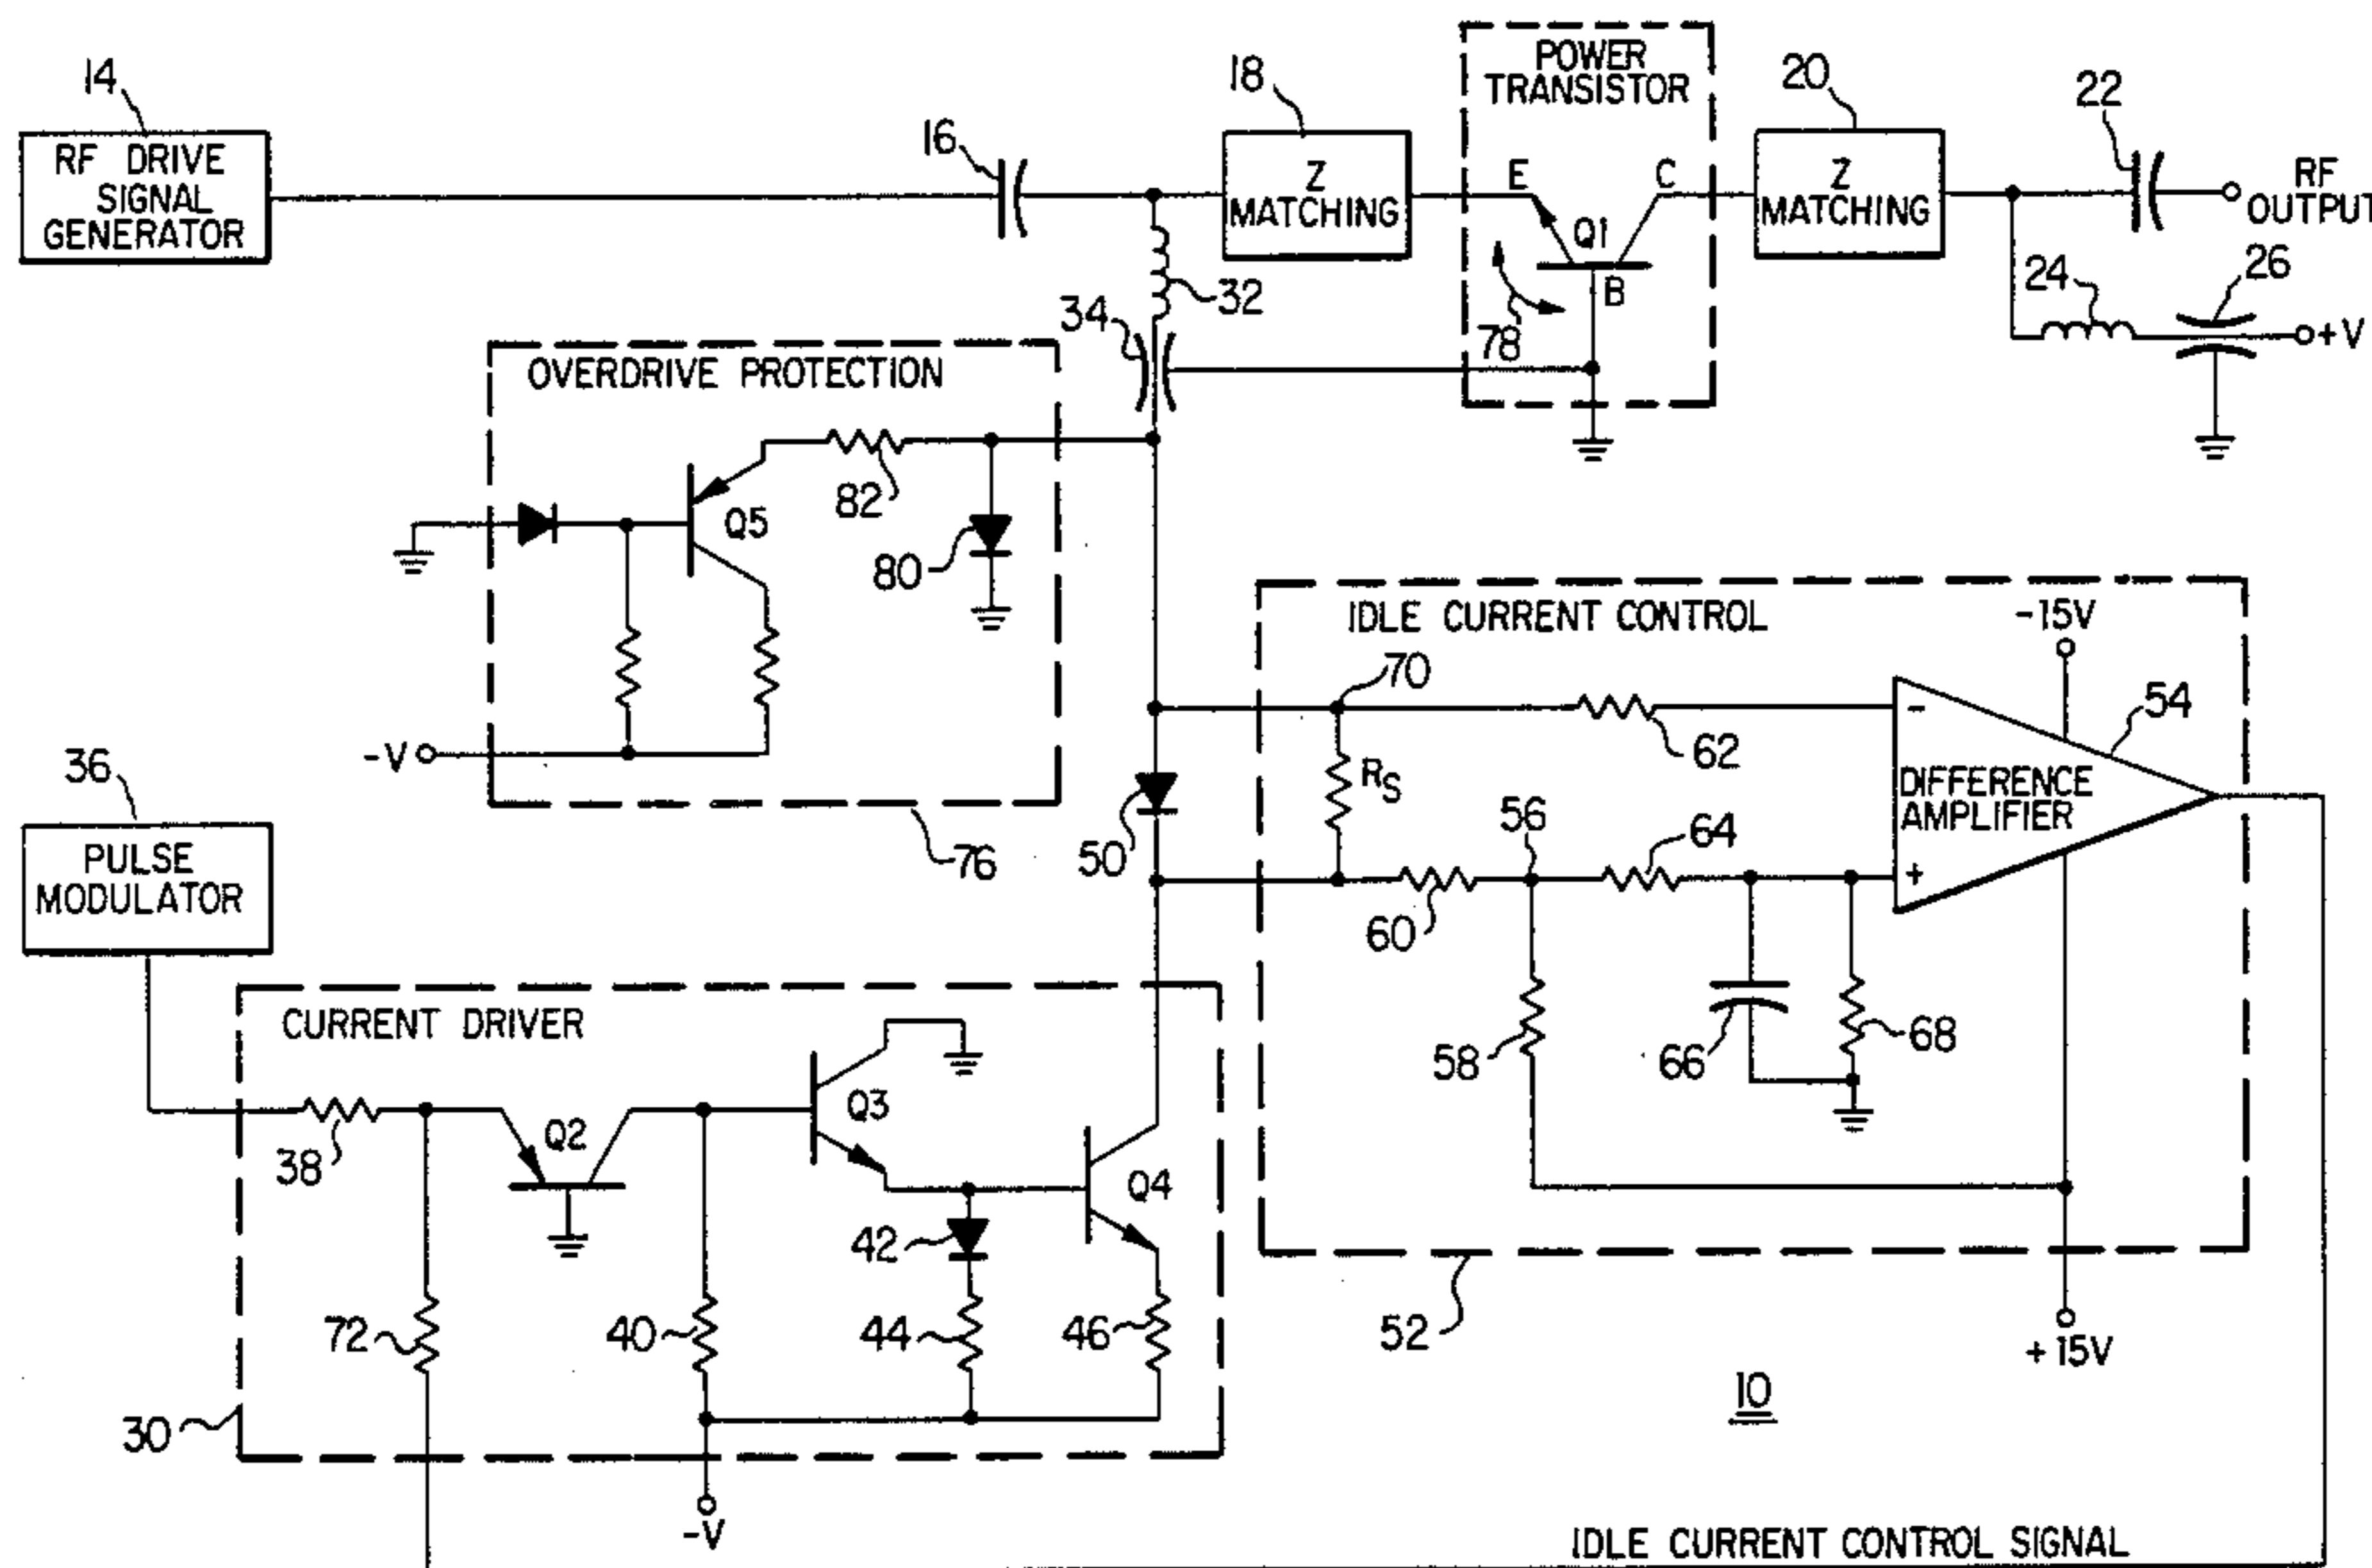 14
RF DRIVE
SIGNAL
GENERATOR
16
18
Z
MATCHING
POWER
TRANSISTOR
E
C
Q1
B
78
20
Z
MATCHING
22
RF
OUTPUT
24
26
+V
32
34
OVERDRIVE PROTECTION
82
Q5
80
-V
76
36
PULSE
MODULATOR
50
IDLE CURRENT CONTROL
-15V
70
62
54
RS
-
DIFFERENCE
AMPLIFIER
+
56
64
60
58
66
68
52
+15V
CURRENT DRIVER
38
Q2
Q3
Q4
42
72
40
44
46
30
-V
10
IDLE CURRENT CONTROL SIGNAL